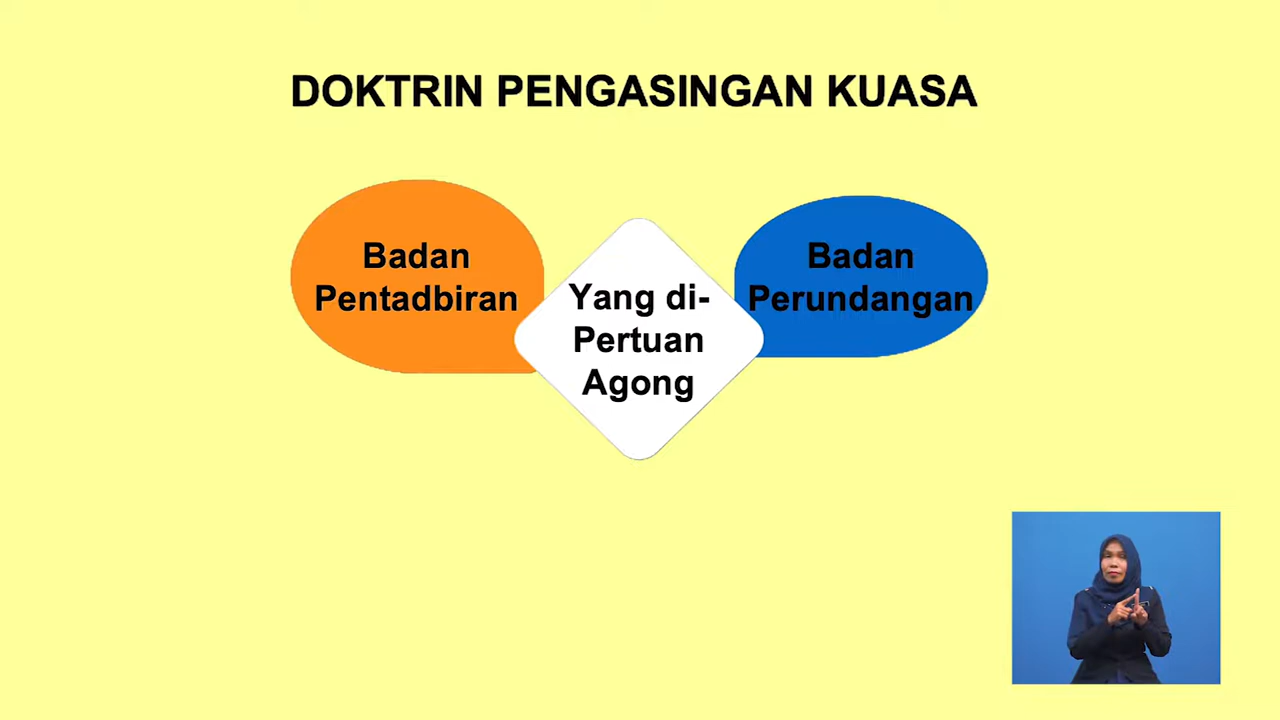 DOKTRIN PENGASINGAN KUASA
Badan
Pentadbiran
Yang di-
Pertuan
Agong
Badan
Perundangan